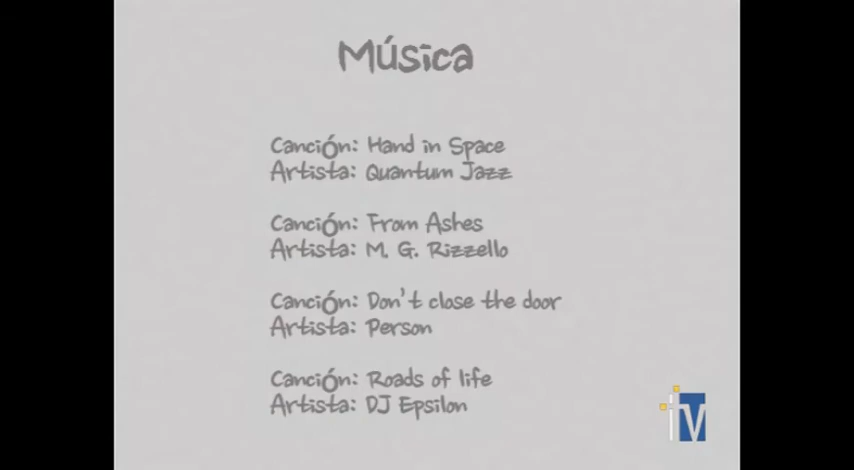 Música
Canción: Hand in Space
Artista: Quantum Jazz
Canción: From Ashes
Artista: M. G. Rizzello
Canción: Don't close the door
Artista: Person
Canción: Roads of life
Artista: DJ Epsilon
iTV